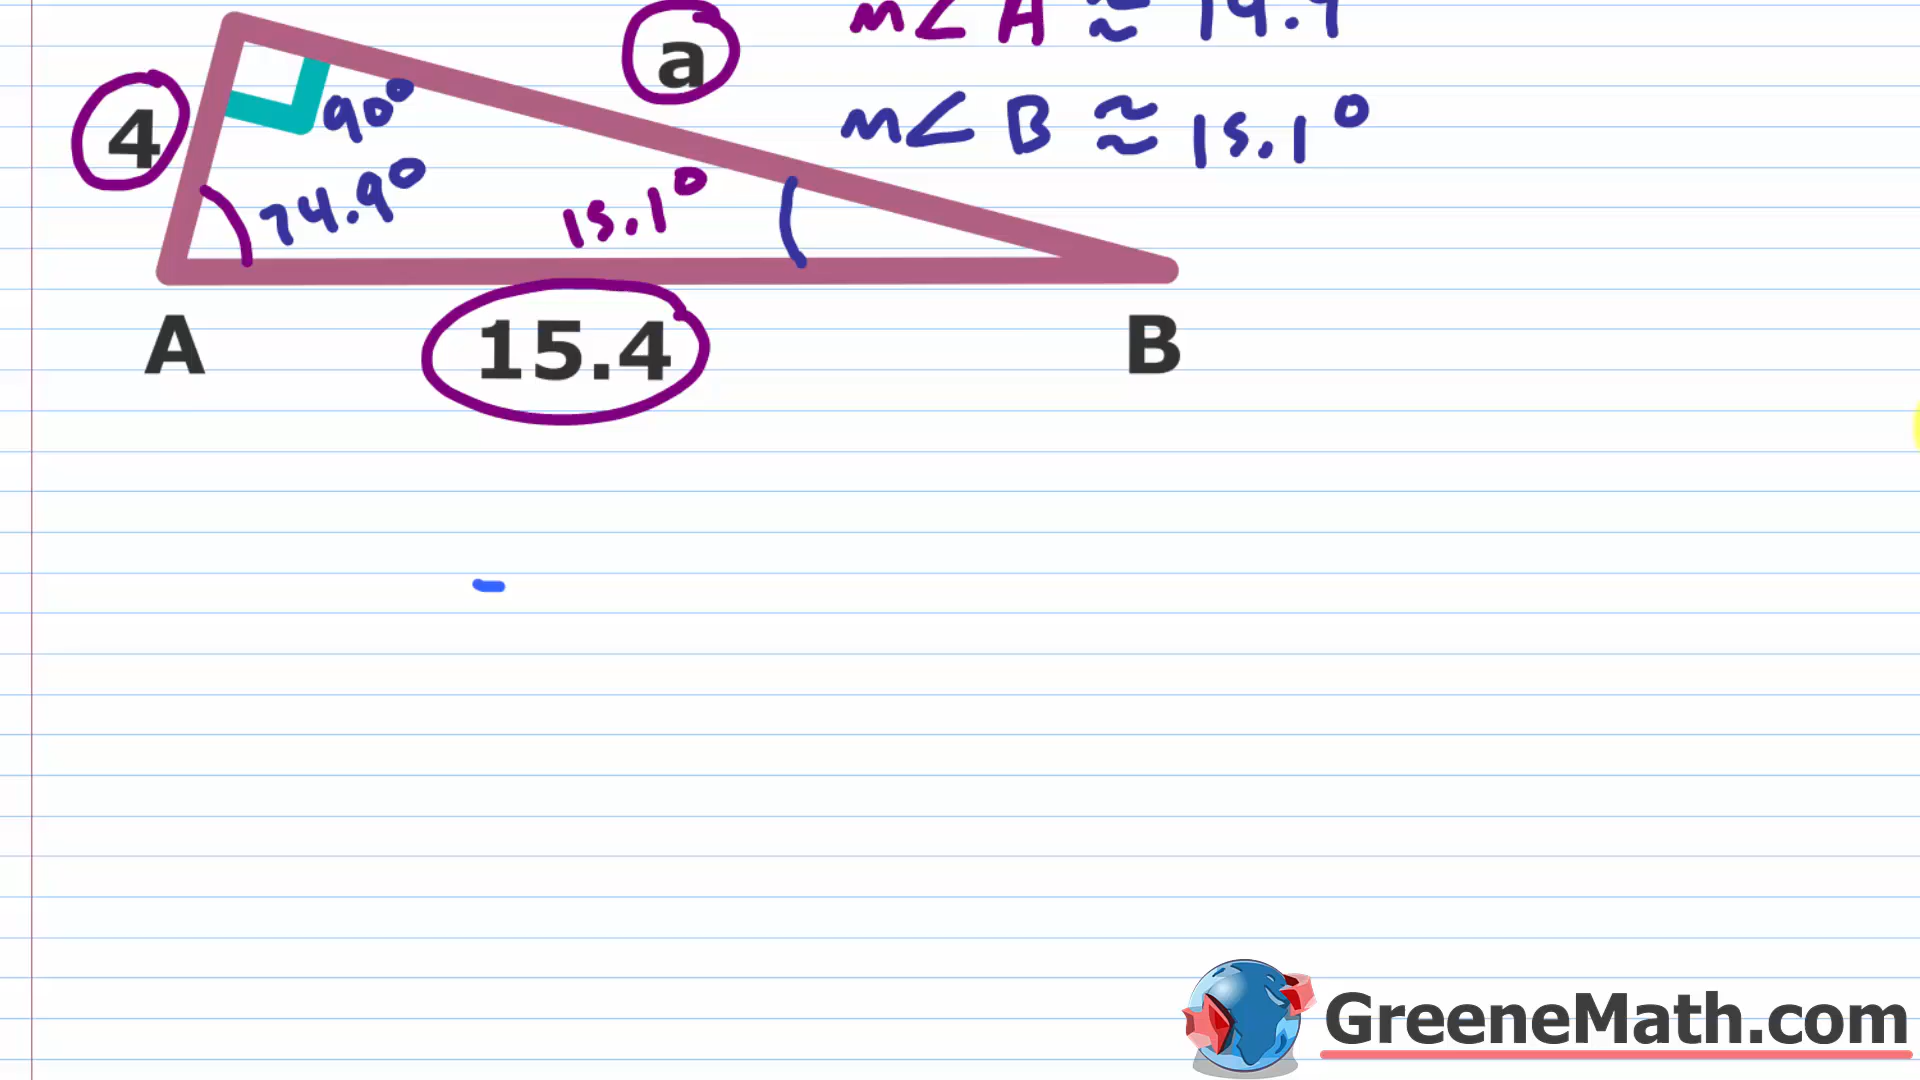 m∠A ≈ 74.9
a
4
90°
m∠B ≈ 15.1°
74.9°
15.1°
A
15.4
B
-
GreeneMath.com